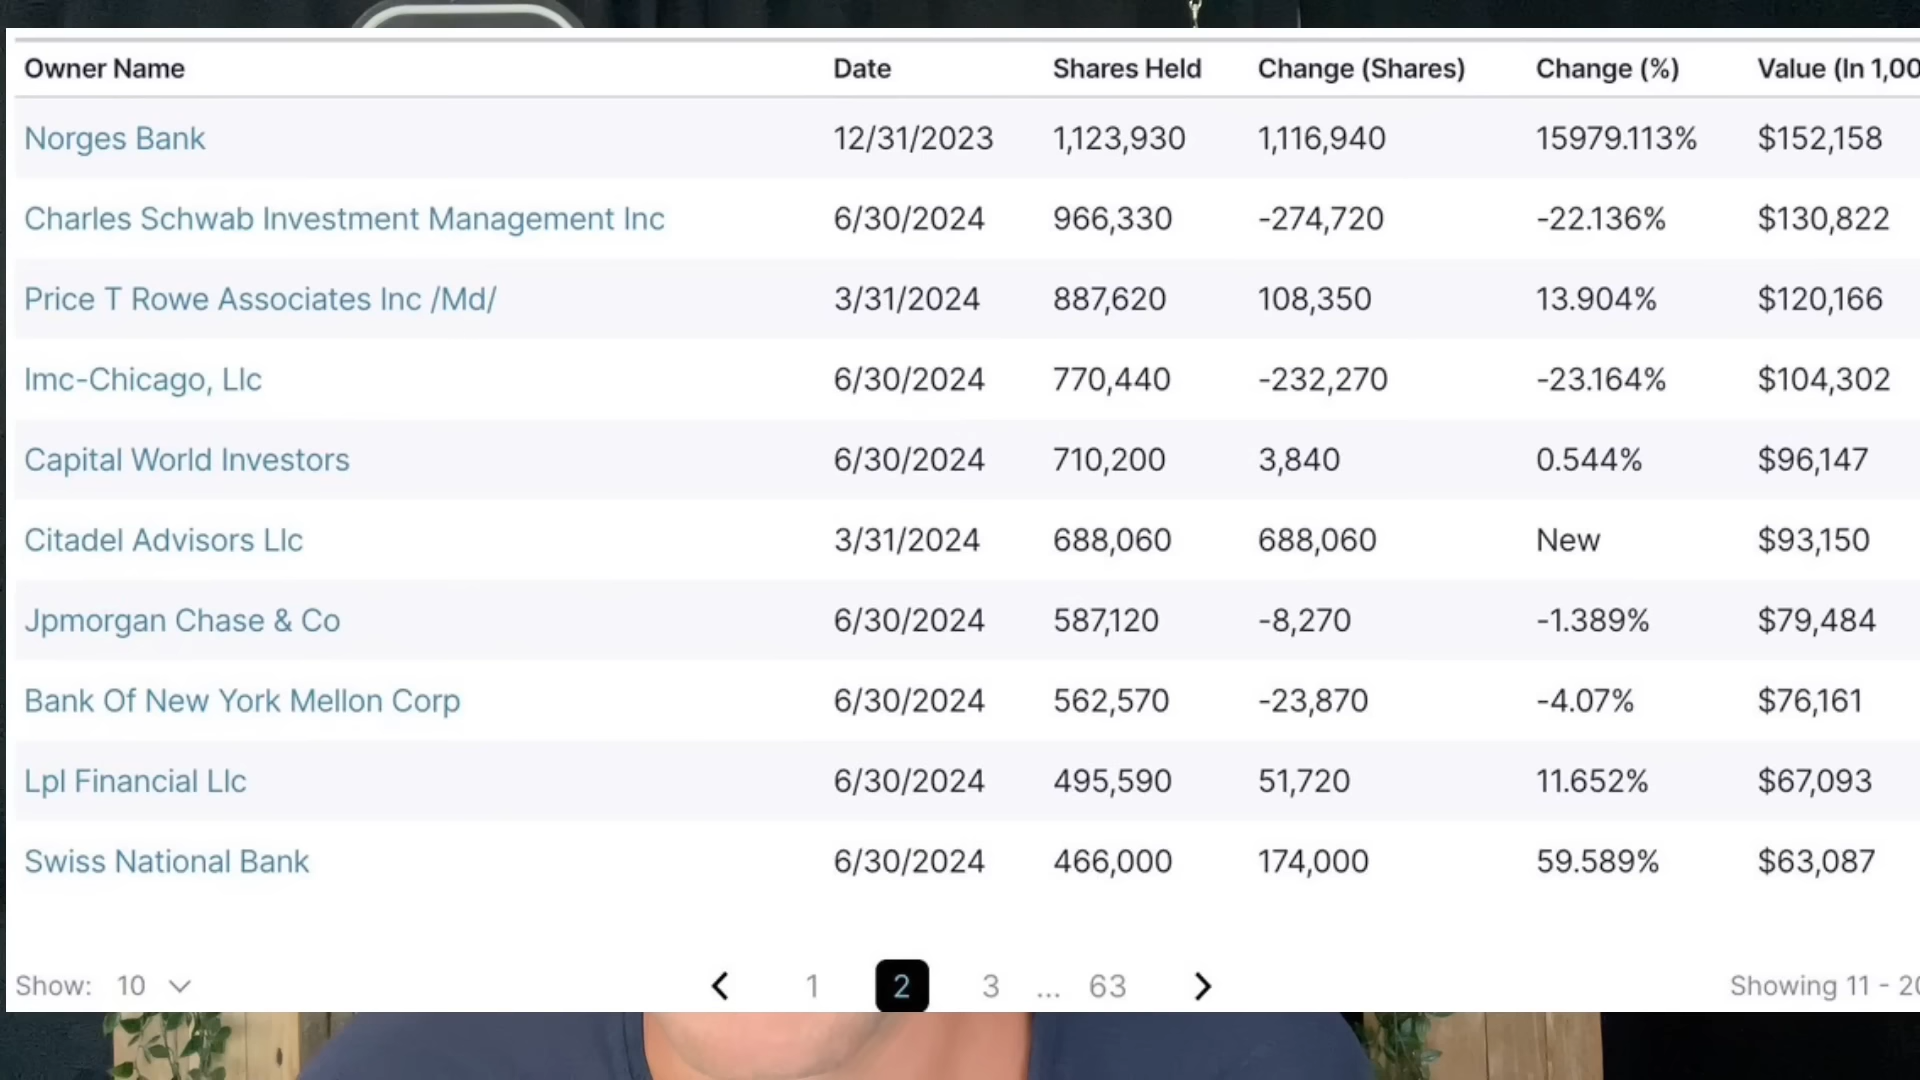 Owner Name Date Shares Held Change (Shares) Change (%) Value (In 1,00
Norges Bank 12/31/2023 1,123,930 1,116,940 15979.113% $152,158
Charles Schwab Investment Management Inc 6/30/2024 966,330 -274,720 -22.136% $130,822
Price T Rowe Associates Inc /Md/ 3/31/2024 887,620 108,350 13.904% $120,166
Imc-Chicago, Llc 6/30/2024 770,440 -232,270 -23.164% $104,302
Capital World Investors 6/30/2024 710,200 3,840 0.544% $96,147
Citadel Advisors Llc 3/31/2024 688,060 688,060 New $93,150
Jpmorgan Chase & Co 6/30/2024 587,120 -8,270 -1.389% $79,484
Bank Of New York Mellon Corp 6/30/2024 562,570 -23,870 -4.07% $76,161
Lpl Financial Llc 6/30/2024 495,590 51,720 11.652% $67,093
Swiss National Bank 6/30/2024 466,000 174,000 59.589% $63,087
Show: 10 1 2 3 ... 63 Showing 11 - 20